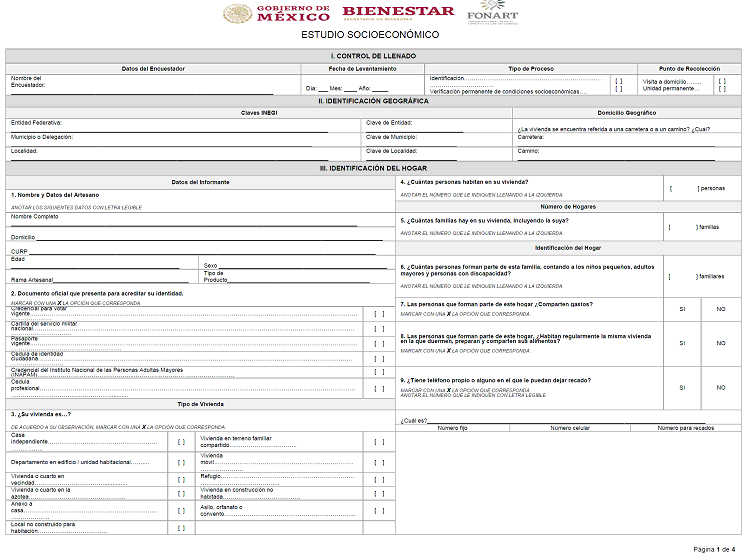 GOBIERNO DE MÉXICO
BIENESTAR
SECRETARÍA DE BIENESTAR
FONART
ESTUDIO SOCIOECONÓMICO
I. CONTROL DE LLENADO
Datos del Encuestador
Fecha de Levantamiento
Tipo de Proceso
Punto de Recolección
Nombre del
Encuestador:
Día: ___ Mes: ____ Año: _____
Identificación……………………………………………… [ ]
Verificación permanente de condiciones socioeconómicas….. [ ]
Visita a domicilio……... [ ]
Unidad permanente… [ ]
II. IDENTIFICACIÓN GEOGRÁFICA
Claves INEGI
Domicilio Geográfico
Entidad Federativa:
Clave de Entidad:
¿La vivienda se encuentra referida a una carretera o a un camino? ¿Cuál?
Municipio o Delegación:
Clave de Municipio:
Carretera:
Localidad:
Clave de Localidad:
Camino:
III. IDENTIFICACIÓN DEL HOGAR
Datos del Informante
1. Nombre y Datos del Artesano
ANOTAR LOS SIGUIENTES DATOS CON LETRA LEGIBLE
Nombre Completo
Domicilio
CURP
Edad
Sexo
Rama Artesanal
Tipo de
Producto
2. Documento oficial que presenta para acreditar su identidad.
MARCAR CON UNA X LA OPCIÓN QUE CORRESPONDA
Credencial para votar
vigente……………… [ ]
Cartilla del servicio militar
nacional……………… [ ]
Pasaporte
vigente……………… [ ]
Cédula de identidad
ciudadana……………… [ ]
Credencial del Instituto Nacional de las Personas Adultas Mayores
(INAPAM)……………… [ ]
Cédula
profesional……………… [ ]
Tipo de Vivienda
3. ¿Su vivienda es…?
DE ACUERDO A SU OBSERVACIÓN, MARCAR CON UNA X LA OPCIÓN QUE CORRESPONDA.
Casa
independiente……………… [ ]
Vivienda en terreno familiar
compartido……………… [ ]
Departamento en edificio / unidad habitacional………. [ ]
Vivienda
móvil……………… [ ]
Vivienda o cuarto en
vecindad……………… [ ]
Refugio……………… [ ]
Vivienda o cuarto en la
azotea……………… [ ]
Vivienda en construcción no
habitada……………… [ ]
Anexo a
casa……………… [ ]
Asilo, orfanato o
convento……………… [ ]
Local no construido para
habitación……………… [ ]
4. ¿Cuántas personas habitan en su vivienda?
ANOTAR EL NÚMERO QUE LE INDIQUEN LLENANDO A LA IZQUIERDA.
[ ] personas
Número de Hogares
5. ¿Cuántas familias hay en su vivienda, incluyendo la suya?
ANOTAR EL NÚMERO QUE LE INDIQUEN LLENANDO A LA IZQUIERDA.
[ ] familias
Identificación del Hogar
6. ¿Cuántas personas forman parte de esta familia, contando a los niños pequeños, adultos
mayores y personas con discapacidad?
ANOTAR EL NÚMERO QUE LE INDIQUEN LLENANDO A LA IZQUIERDA
[ ] familiares
7. Las personas que forman parte de este hogar ¿Comparten gastos?
MARCAR CON UNA X LA OPCIÓN QUE CORRESPONDA.
SI NO
8. Las personas que forman parte de este hogar, ¿Habitan regularmente la misma vivienda
en la que duermen, preparan y comparten sus alimentos?
MARCAR CON UNA X LA OPCIÓN QUE CORRESPONDA.
SI NO
9. ¿Tiene teléfono propio o alguno en el que le puedan dejar recado?
MARCAR CON UNA X LA OPCIÓN QUE CORRESPONDA
ANOTAR EL NÚMERO QUE LE INDIQUEN CON LETRA LEGIBLE
SI NO
¿Cuál es?
Número fijo
Número celular
Número para recados
Página 1 de 4